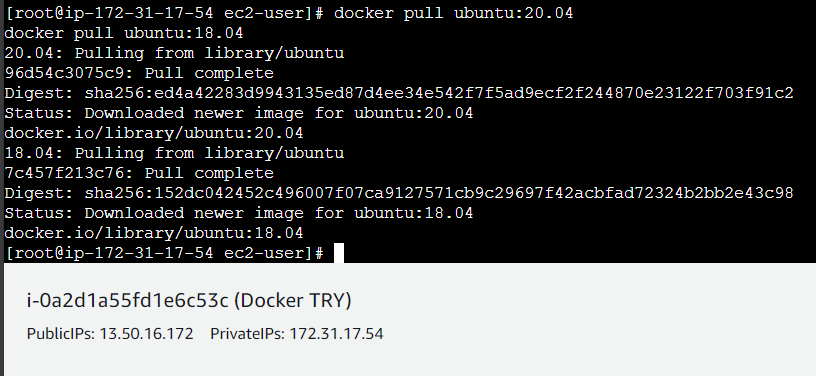 [root@ip-172-31-17-54 ec2-user]# docker pull ubuntu:20.04
docker pull ubuntu:18.04
20.04: Pulling from library/ubuntu
96d54c3075c9: Pull complete
Digest: sha256:ed4a42283d9943135ed87d4ee34e542f7f5ad9ecf2f244870e23122f703f91c2
Status: Downloaded newer image for ubuntu:20.04
docker.io/library/ubuntu:20.04
18.04: Pulling from library/ubuntu
7c457f213c76: Pull complete
Digest: sha256:152dc042452c496007f07ca9127571cb9c29697f42acbfad72324b2bb2e43c98
Status: Downloaded newer image for ubuntu:18.04
docker.io/library/ubuntu:18.04
[root@ip-172-31-17-54 ec2-user]#
i-0a2d1a55fd1e6c53c (Docker TRY)
PublicIPs: 13.50.16.172 PrivateIPs: 172.31.17.54